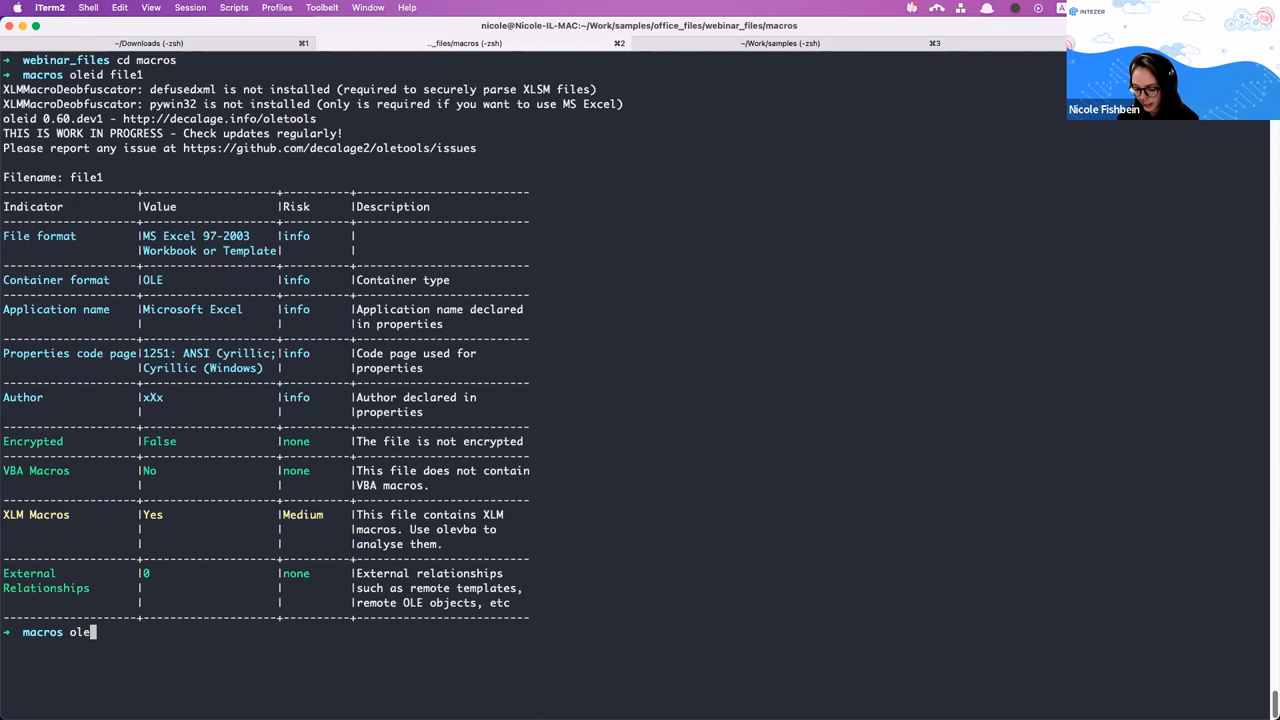 iTerm2 Shell Edit View Session Scripts Profiles Toolbelt Window Help
nicole@Nicole-IL-MAC:~/Work/samples/office_files/webinar_files/macros
~/Downloads (-zsh) ⌘1 .._files/macros (-zsh) ⌘2 ~/Work/samples (-zsh) ⌘3
INTEZER
Nicole Fishbein
→ webinar_files cd macros
→ macros oleid file1
XLMMacroDeobfuscator: defusedxml is not installed (required to securely parse XLSM files)
XLMMacroDeobfuscator: pywin32 is not installed (only is required if you want to use MS Excel)
oleid 0.60.dev1 - http://decalage.info/oletools
THIS IS WORK IN PROGRESS - Check updates regularly!
Please report any issue at https://github.com/decalage2/oletools/issues
Filename: file1
--------------------+--------------------+----------+--------------------------
Indicator |Value |Risk |Description
--------------------+--------------------+----------+--------------------------
File format |MS Excel 97-2003 |info |
|Workbook or Template| |
--------------------+--------------------+----------+--------------------------
Container format |OLE |info |Container type
--------------------+--------------------+----------+--------------------------
Application name |Microsoft Excel |info |Application name declared
| | |in properties
--------------------+--------------------+----------+--------------------------
Properties code page|1251: ANSI Cyrillic;|info |Code page used for
|Cyrillic (Windows) | |properties
--------------------+--------------------+----------+--------------------------
Author |xXx |info |Author declared in
| | |properties
--------------------+--------------------+----------+--------------------------
Encrypted |False |none |The file is not encrypted
--------------------+--------------------+----------+--------------------------
VBA Macros |No |none |This file does not contain
| | |VBA macros.
--------------------+--------------------+----------+--------------------------
XLM Macros |Yes |Medium |This file contains XLM
| | |macros. Use olevba to
| | |analyse them.
--------------------+--------------------+----------+--------------------------
External |0 |none |External relationships
Relationships | | |such as remote templates,
| | |remote OLE objects, etc
--------------------+--------------------+----------+--------------------------
→ macros ole